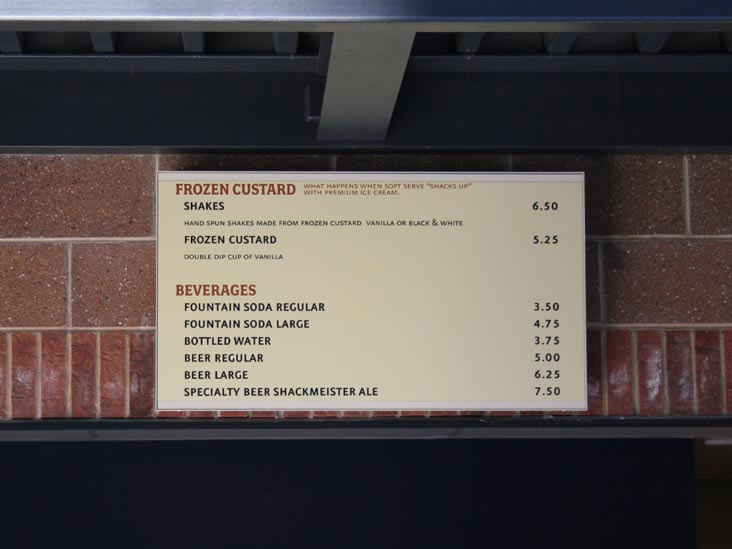 FROZEN CUSTARD WHAT HAPPENS WHEN SOFT SERVE "SHACKS UP"
WITH PREMIUM ICE CREAM.
SHAKES 6.50
HAND SPUN SHAKES MADE FROM FROZEN CUSTARD VANILLA OR BLACK & WHITE
FROZEN CUSTARD 5.25
DOUBLE DIP CUP OF VANILLA
BEVERAGES
FOUNTAIN SODA REGULAR 3.50
FOUNTAIN SODA LARGE 4.75
BOTTLED WATER 3.75
BEER REGULAR 5.00
BEER LARGE 6.25
SPECIALTY BEER SHACKMEISTER ALE 7.50